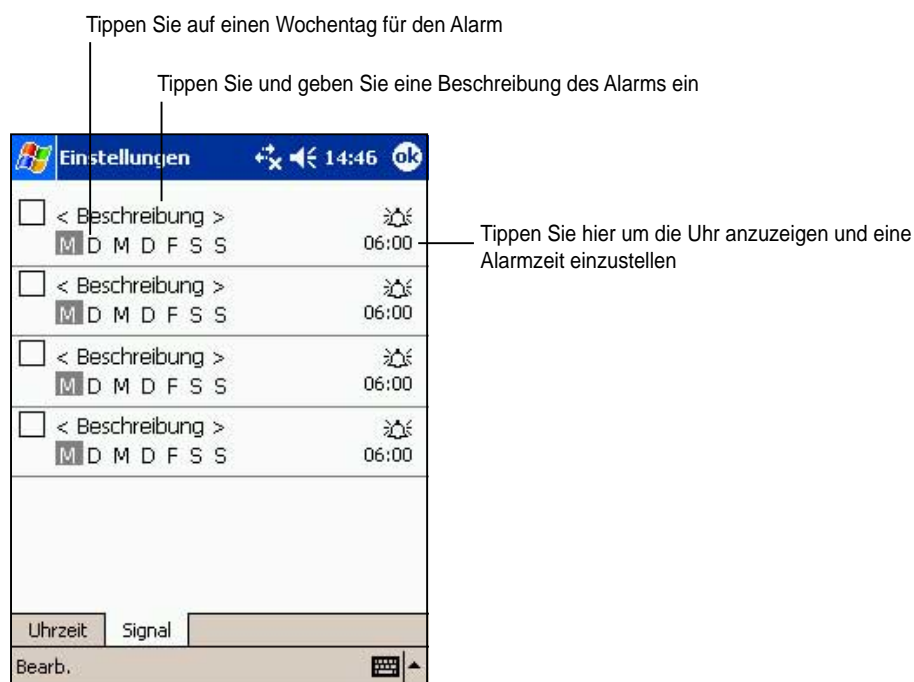 Tippen Sie auf einen Wochentag für den Alarm
Tippen Sie und geben Sie eine Beschreibung des Alarms ein
Einstellungen 14:46 ok
< Beschreibung >
M D M D F S S 06:00
Tippen Sie hier um die Uhr anzuzeigen und eine
Alarmzeit einzustellen
< Beschreibung >
M D M D F S S 06:00
< Beschreibung >
M D M D F S S 06:00
< Beschreibung >
M D M D F S S 06:00
Uhrzeit Signal
Bearb.